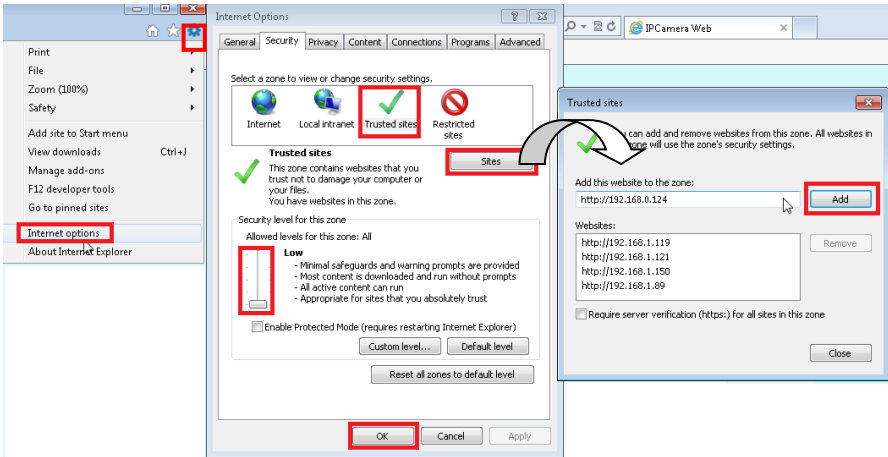 Print
File
Zoom (100%)
Safety
Add site to Start menu
View downloads Ctrl+J
Manage add-ons
F12 developer tools
Go to pinned sites
Internet options
About Internet Explorer
Internet Options
General Security Privacy Content Connections Programs Advanced
Select a zone to view or change security settings.
Internet Local intranet Trusted sites Restricted
sites
Trusted sites
Sites
This zone contains websites that you
trust not to damage your computer or
your files.
You have websites in this zone.
Security level for this zone
Allowed levels for this zone: All
Low
- Minimal safeguards and warning prompts are provided
- Most content is downloaded and run without prompts
- All active content can run
- Appropriate for sites that you absolutely trust
Enable Protected Mode (requires restarting Internet Explorer)
Custom level... Default level
Reset all zones to default level
OK Cancel Apply
IPCamera Web
Trusted sites
can add and remove websites from this zone. All websites in
zone will use the zone's security settings.
Add this website to the zone:
http://192.168.0.124 Add
Websites:
http://192.168.1.119 Remove
http://192.168.1.121
http://192.168.1.150
http://192.168.1.89
Require server verification (https:) for all sites in this zone
Close